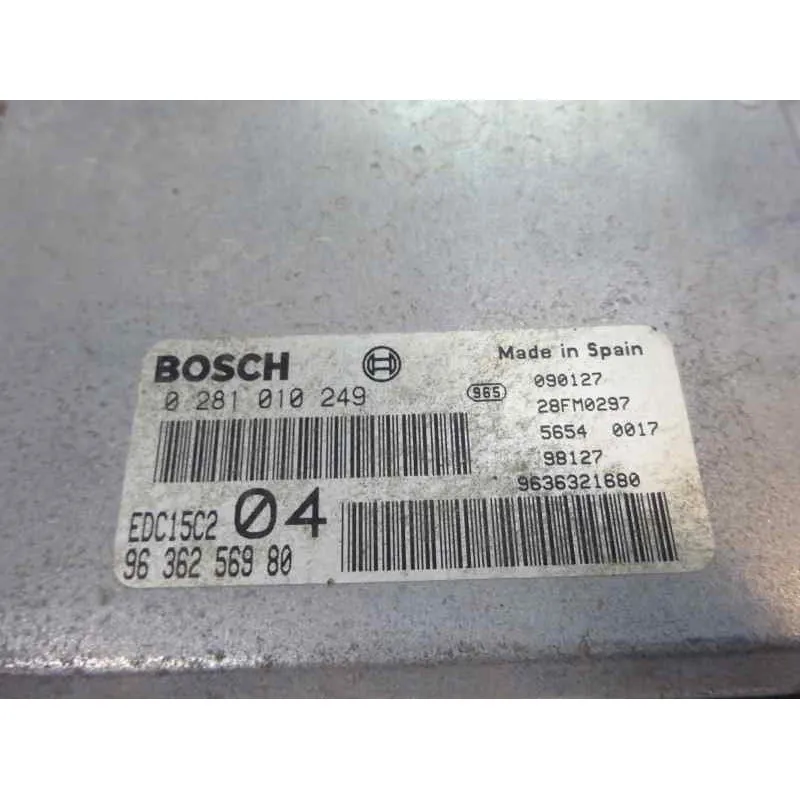 BOSCH
Made in Spain
0 281 010 249
965
090127
28FM0297
5654 0017
98127
9636321680
EDC15C2 04
96 362 569 80